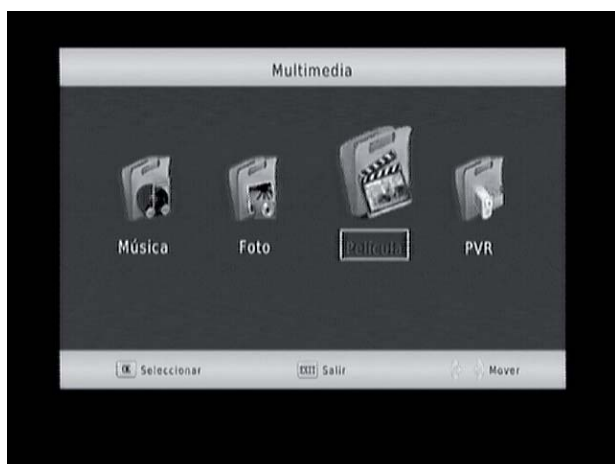 Multimedia
Música Foto Película PVR
OK Seleccionar EXIT Salir Mover